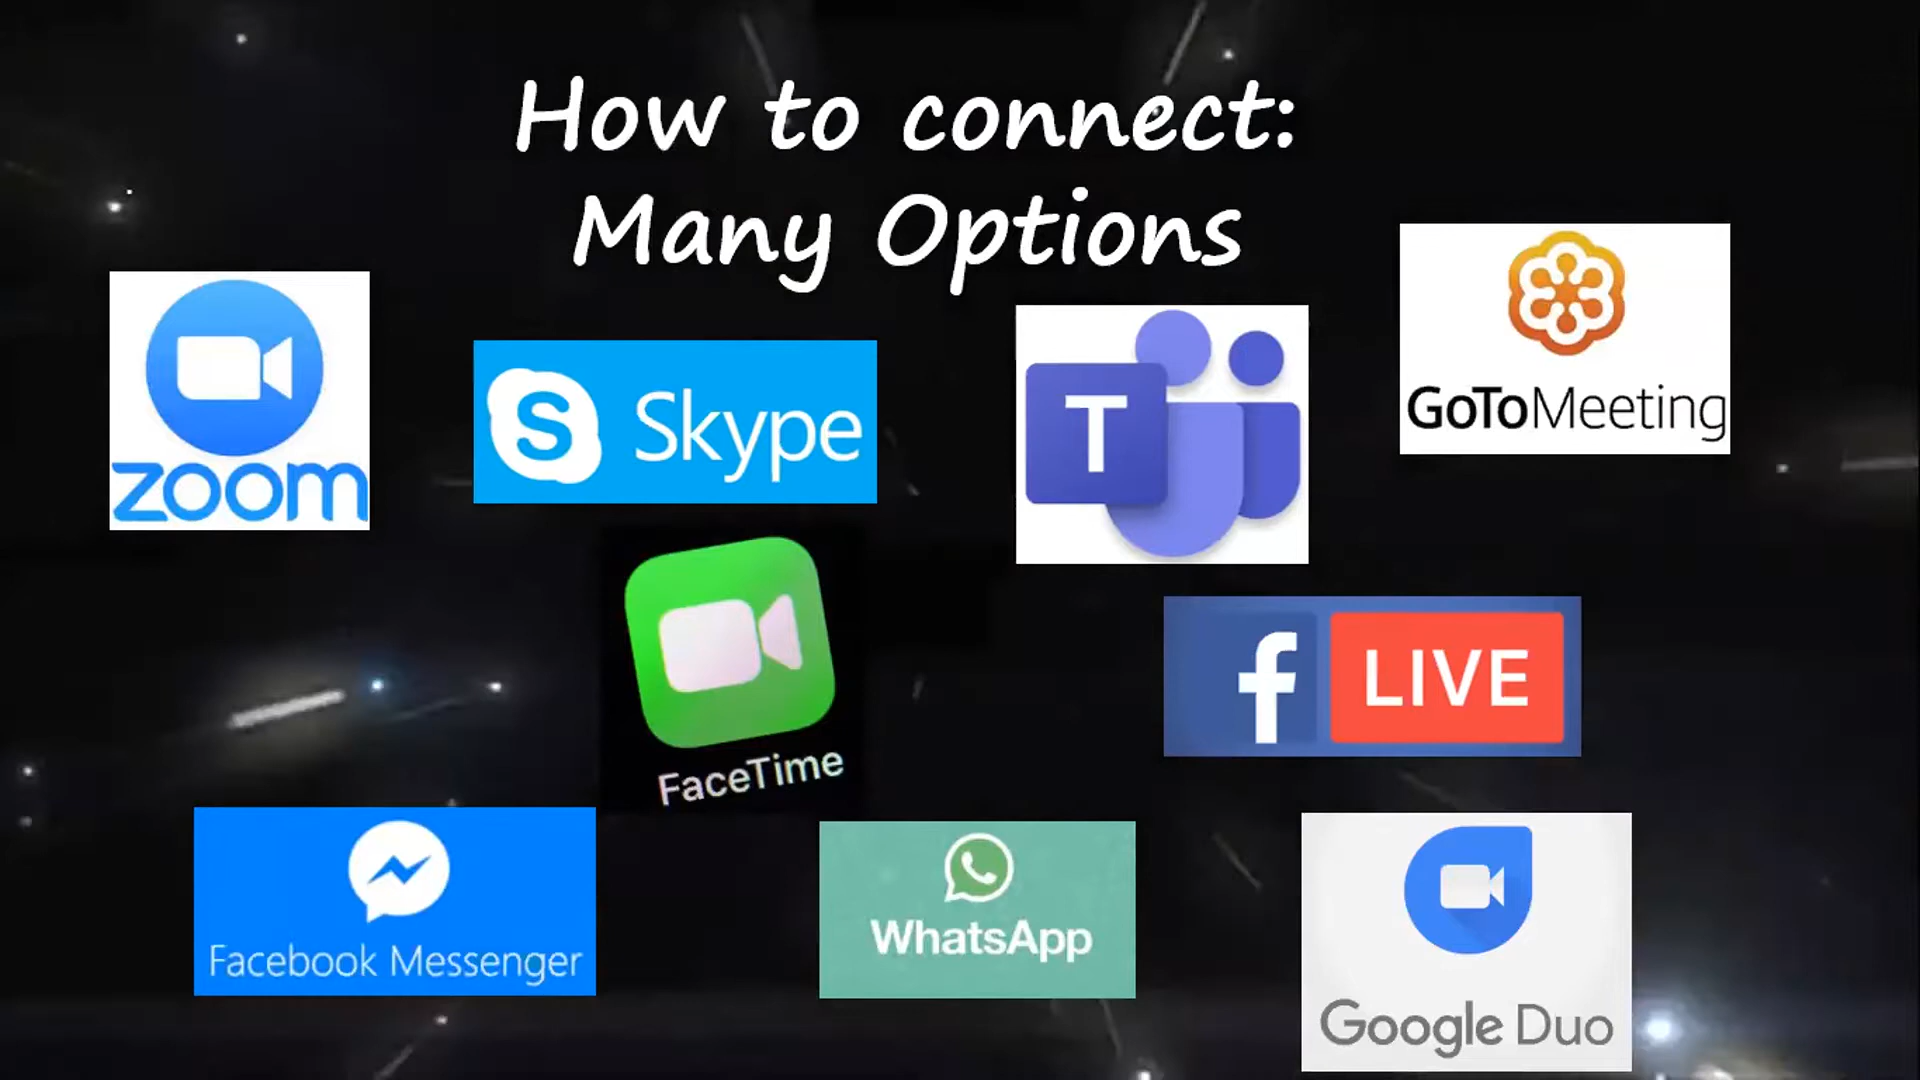 How to connect:
Many Options
zoom
S Skype
T
GoToMeeting
FaceTime
f LIVE
Facebook Messenger
WhatsApp
Google Duo